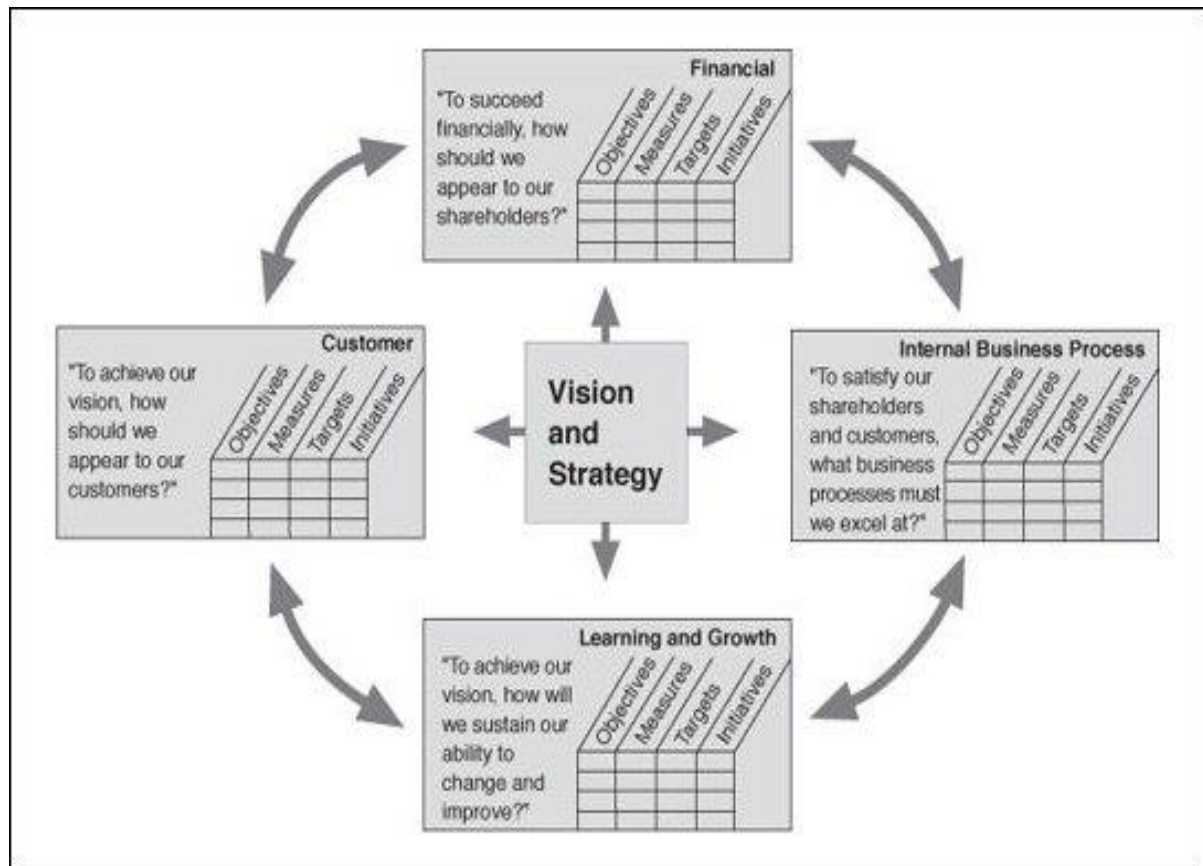 Financial
"To succeed
financially, how
should we
appear to our
shareholders?"
Objectives
Measures
Targets
Initiatives
Customer
"To achieve our
vision, how
should we
appear to our
customers?"
Objectives
Measures
Targets
Initiatives
Vision
and
Strategy
Internal Business Process
"To satisfy our
shareholders
and customers,
what business
processes must
we excel at?"
Objectives
Measures
Targets
Initiatives
Learning and Growth
"To achieve our
vision, how will
we sustain our
ability to
change and
improve?"
Objectives
Measures
Targets
Initiatives